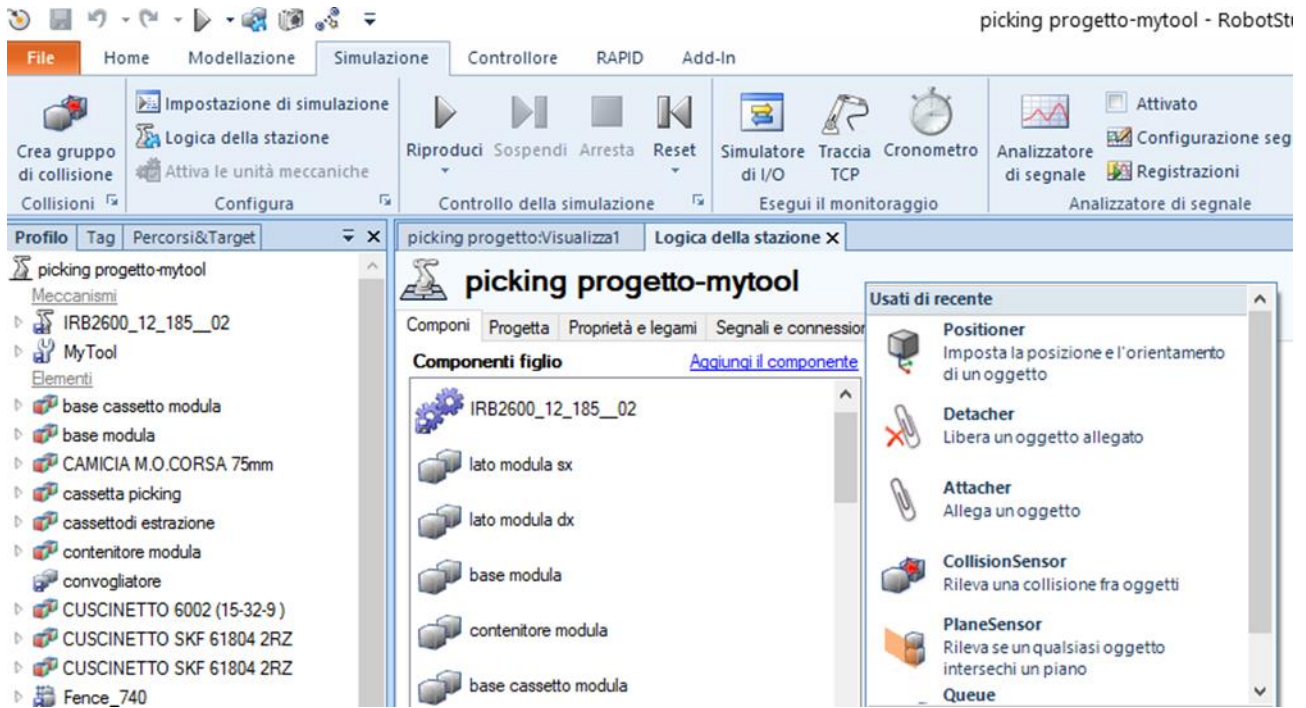 picking progetto-mytool - RobotStu
File Home Modellazione Simulazione Controllore RAPID Add-In
Crea gruppo
di collisione
Impostazione di simulazione
Logica della stazione
Attiva le unità meccaniche
Riproduci Sospendi Arresta Reset
Simulatore
di I/O
Traccia
TCP
Cronometro
Analizzatore
di segnale
Attivato
Configurazione seg
Registrazioni
Collisioni Configura Controllo della simulazione Esegui il monitoraggio Analizzatore di segnale
Profilo Tag Percorsi&Target
picking progetto-mytool
Meccanismi
IRB2600_12_185__02
MyTool
Elementi
base cassetto modula
base modula
CAMICIA M.O.CORSA 75mm
cassetta picking
cassettodi estrazione
contenitore modula
convogliatore
CUSCINETTO 6002 (15-32-9 )
CUSCINETTO SKF 61804 2RZ
CUSCINETTO SKF 61804 2RZ
Fence_740
picking progetto:Visualizza1 Logica della stazione X
picking progetto-mytool
Componi Progetta Proprietà e legami Segnali e connession
Componenti figlio Aggiungi il componente
IRB2600_12_185__02
lato modula sx
lato modula dx
base modula
contenitore modula
base cassetto modula
Usati di recente
Positioner
Imposta la posizione e l'orientamento
di un oggetto
Detacher
Libera un oggetto allegato
Attacher
Allega un oggetto
CollisionSensor
Rileva una collisione fra oggetti
PlaneSensor
Rileva se un qualsiasi oggetto
intersechi un piano
Queue